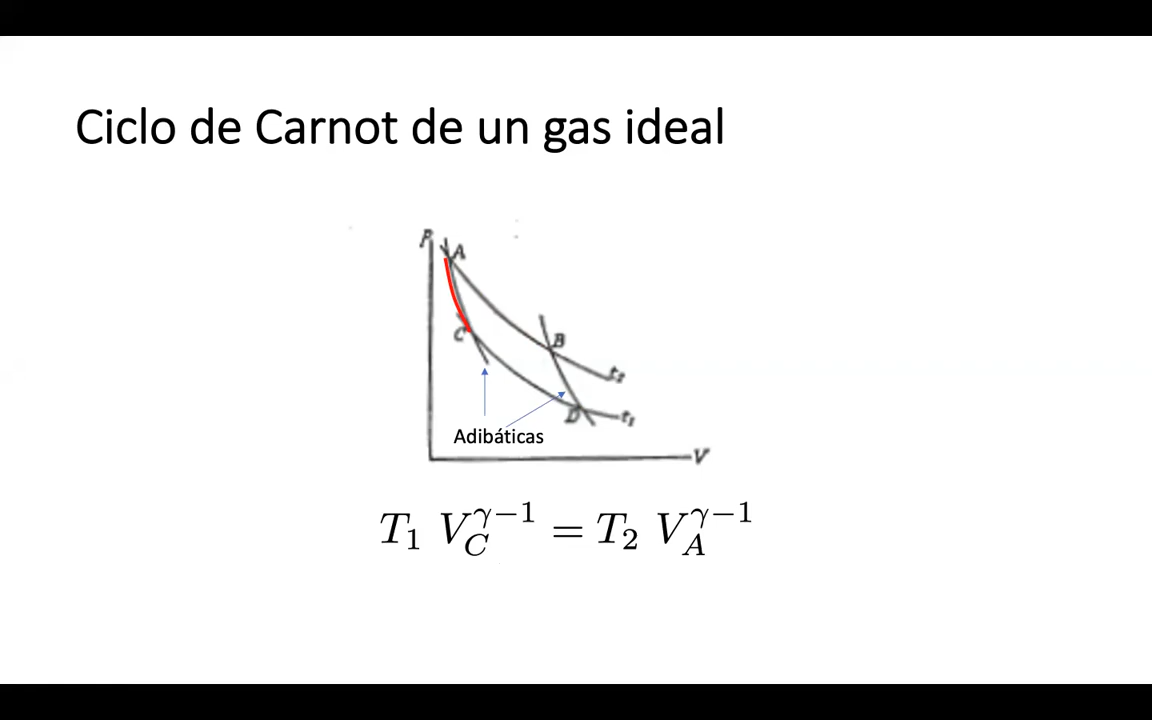 Ciclo de Carnot de un gas ideal
P
A
C
B
t₂
D
t₁
Adibáticas
V
T₁ V_C^{γ−1} = T₂ V_A^{γ−1}